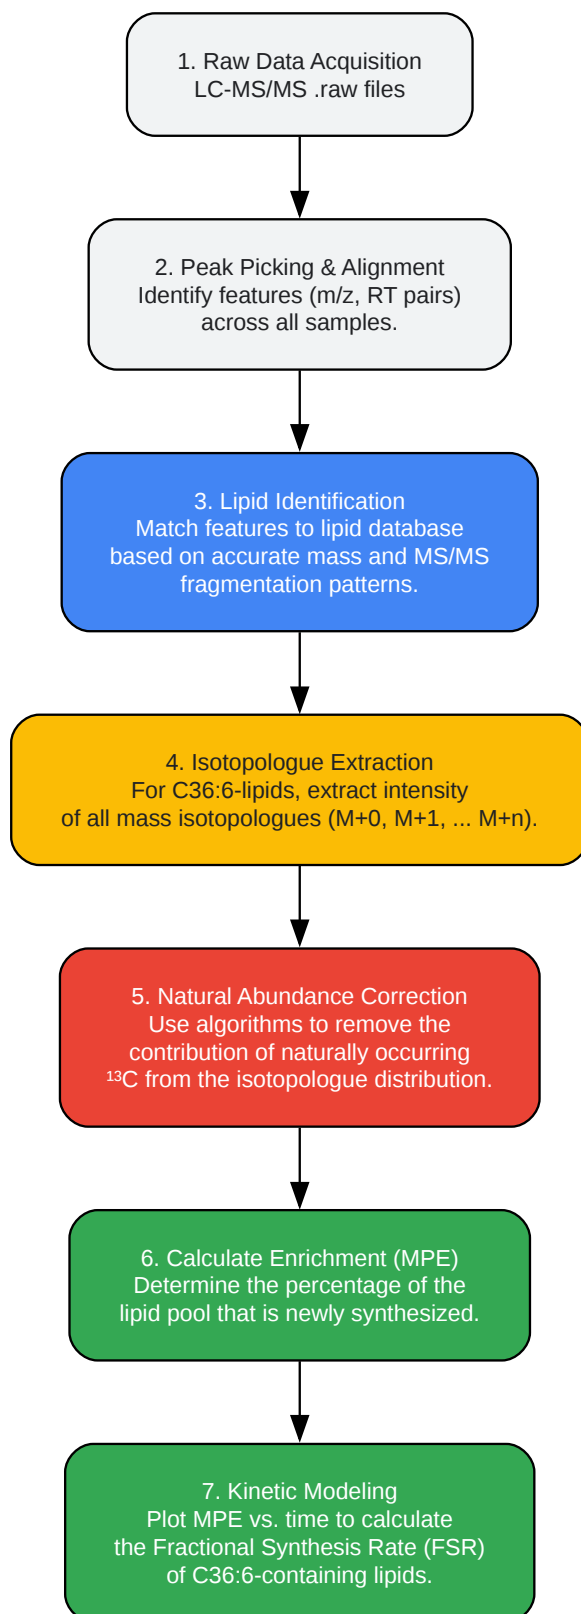 1. Raw Data Acquisition
LC-MS/MS .raw files
2. Peak Picking & Alignment
Identify features (m/z, RT pairs)
across all samples.
3. Lipid Identification
Match features to lipid database
based on accurate mass and MS/MS
fragmentation patterns.
4. Isotopologue Extraction
For C36:6-lipids, extract intensity
of all mass isotopologues (M+0, M+1, ... M+n).
5. Natural Abundance Correction
Use algorithms to remove the
contribution of naturally occurring
¹³C from the isotopologue distribution.
6. Calculate Enrichment (MPE)
Determine the percentage of the
lipid pool that is newly synthesized.
7. Kinetic Modeling
Plot MPE vs. time to calculate
the Fractional Synthesis Rate (FSR)
of C36:6-containing lipids.